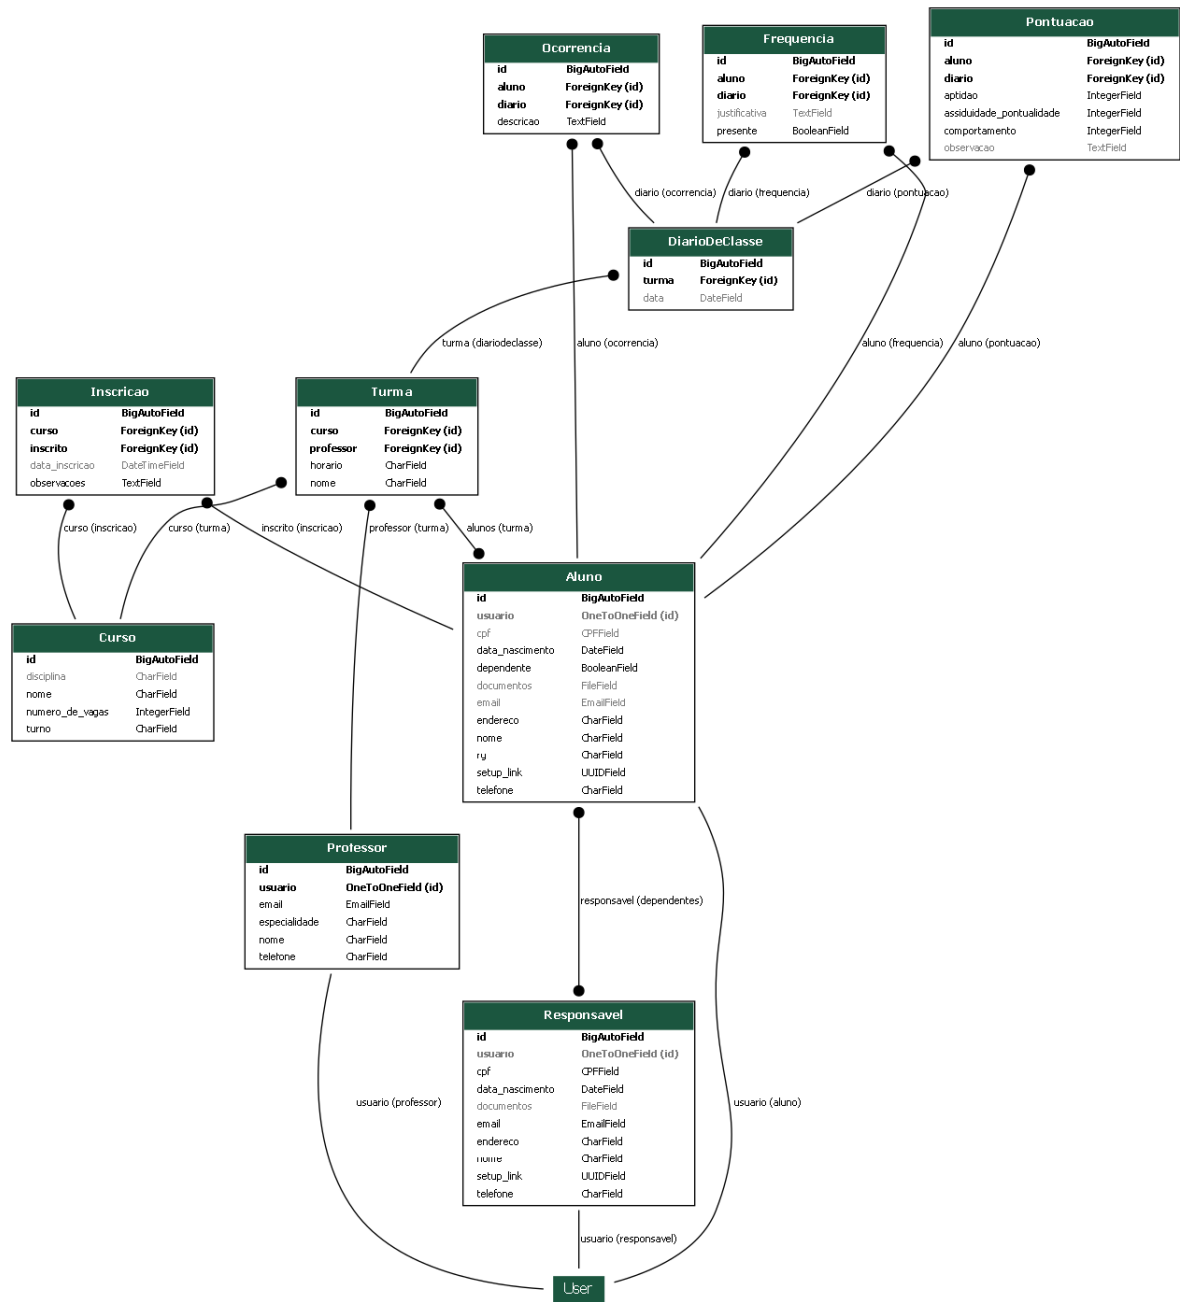 Ocorrencia
id BigAutoField
aluno ForeignKey (id)
diario ForeignKey (id)
descricao TextField
Frequencia
id BigAutoField
aluno ForeignKey (id)
diario ForeignKey (id)
justificativa TextField
presente BooleanField
Pontuacao
id BigAutoField
aluno ForeignKey (id)
diario ForeignKey (id)
aptidao IntegerField
assiduidade_pontualidade IntegerField
comportamento IntegerField
observacao TextField
diario (ocorrencia)
diario (frequencia)
diario (pontuacao)
DiarioDeClasse
id BigAutoField
turma ForeignKey (id)
data DateField
turma (diariodeclasse)
aluno (ocorrencia)
aluno (frequencia)
aluno (pontuacao)
Inscricao
id BigAutoField
curso ForeignKey (id)
inscrito ForeignKey (id)
data_inscricao DateTimeField
observacoes TextField
Turma
id BigAutoField
curso ForeignKey (id)
professor ForeignKey (id)
horario CharField
nome CharField
curso (inscricao)
curso (turma)
inscrito (inscricao)
professor (turma)
alunos (turma)
Aluno
id BigAutoField
usuario OneToOneField (id)
cpf CPFField
data_nascimento DateField
dependente BooleanField
documentos FileField
email EmailField
endereco CharField
nome CharField
rg CharField
setup_link UUIDField
telefone CharField
Curso
id BigAutoField
disciplina CharField
nome CharField
numero_de_vagas IntegerField
turno CharField
Professor
id BigAutoField
usuario OneToOneField (id)
email EmailField
especialidade CharField
nome CharField
telefone CharField
responsavel (dependentes)
Responsavel
id BigAutoField
usuario OneToOneField (id)
cpf CPFField
data_nascimento DateField
documentos FileField
email EmailField
endereco CharField
nome CharField
setup_link UUIDField
telefone CharField
usuario (professor)
usuario (aluno)
usuario (responsavel)
User